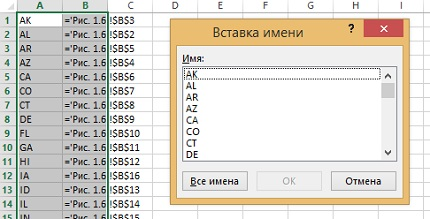 A B C D E F G H I
1 AK ='Рис. 1.6 !$B$3
2 AL ='Рис. 1.6 !$B$4
3 AR ='Рис. 1.6 !$B$5
4 AZ ='Рис. 1.6 !$B$2
5 CA ='Рис. 1.6 !$B$6
6 CO ='Рис. 1.6 !$B$7
7 CT ='Рис. 1.6 !$B$8
8 DE ='Рис. 1.6 !$B$9
9 FL ='Рис. 1.6 !$B$10
10 GA ='Рис. 1.6 !$B$11
11 HI ='Рис. 1.6 !$B$12
12 IA ='Рис. 1.6 !$B$16
13 ID ='Рис. 1.6 !$B$13
14 IL ='Рис. 1.6 !$B$14
15 IN ='Рис. 1.6 !$B$15
Вставка имени ? ×
Имя:
AK
AL
AR
AZ
CA
CO
CT
DE
Все имена ОК Отмена